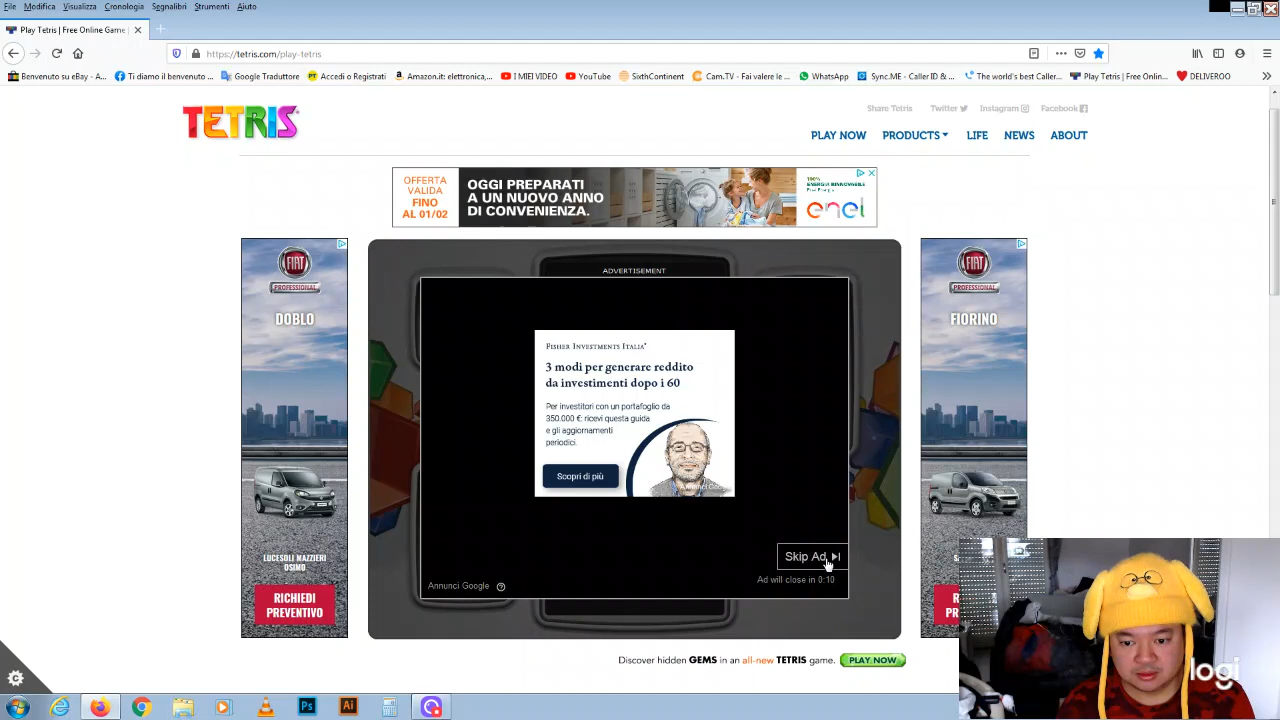 File Modifica Visualizza Cronologia Segnalibri Strumenti Aiuto
Play Tetris | Free Online Game
https://tetris.com/play-tetris
Benvenuto su eBay - A... Ti diamo il benvenuto ... Google Traduttore Accedi o Registrati Amazon.it: elettronica,... I MIEI VIDEO YouTube SixthContinent Cam.TV - Fai valere le ... WhatsApp Sync.ME - Caller ID & ... The world's best Caller... Play Tetris | Free Onlin... DELIVEROO
TETRIS
Share Tetris Twitter Instagram Facebook
PLAY NOW PRODUCTS LIFE NEWS ABOUT
OFFERTA
VALIDA
FINO
AL 01/02
OGGI PREPARATI
A UN NUOVO ANNO
DI CONVENIENZA.
100%
ENERGIA RINNOVABILE
enel
FIAT
PROFESSIONAL
DOBLO
LUCESOLI MAZZIERI
OSIMO
RICHIEDI
PREVENTIVO
ADVERTISEMENT
FISHER INVESTMENTS ITALIA
3 modi per generare reddito
da investimenti dopo i 60
Per investitori con un portafoglio da
350.000 €: ricevi questa guida
e gli aggiornamenti
periodici.
Scopri di più
Skip Ad
Ad will close in 0:10
Annunci Google
FIAT
PROFESSIONAL
FIORINO
Discover hidden GEMS in an all-new TETRIS game. PLAY NOW
Ps
Ai
logi